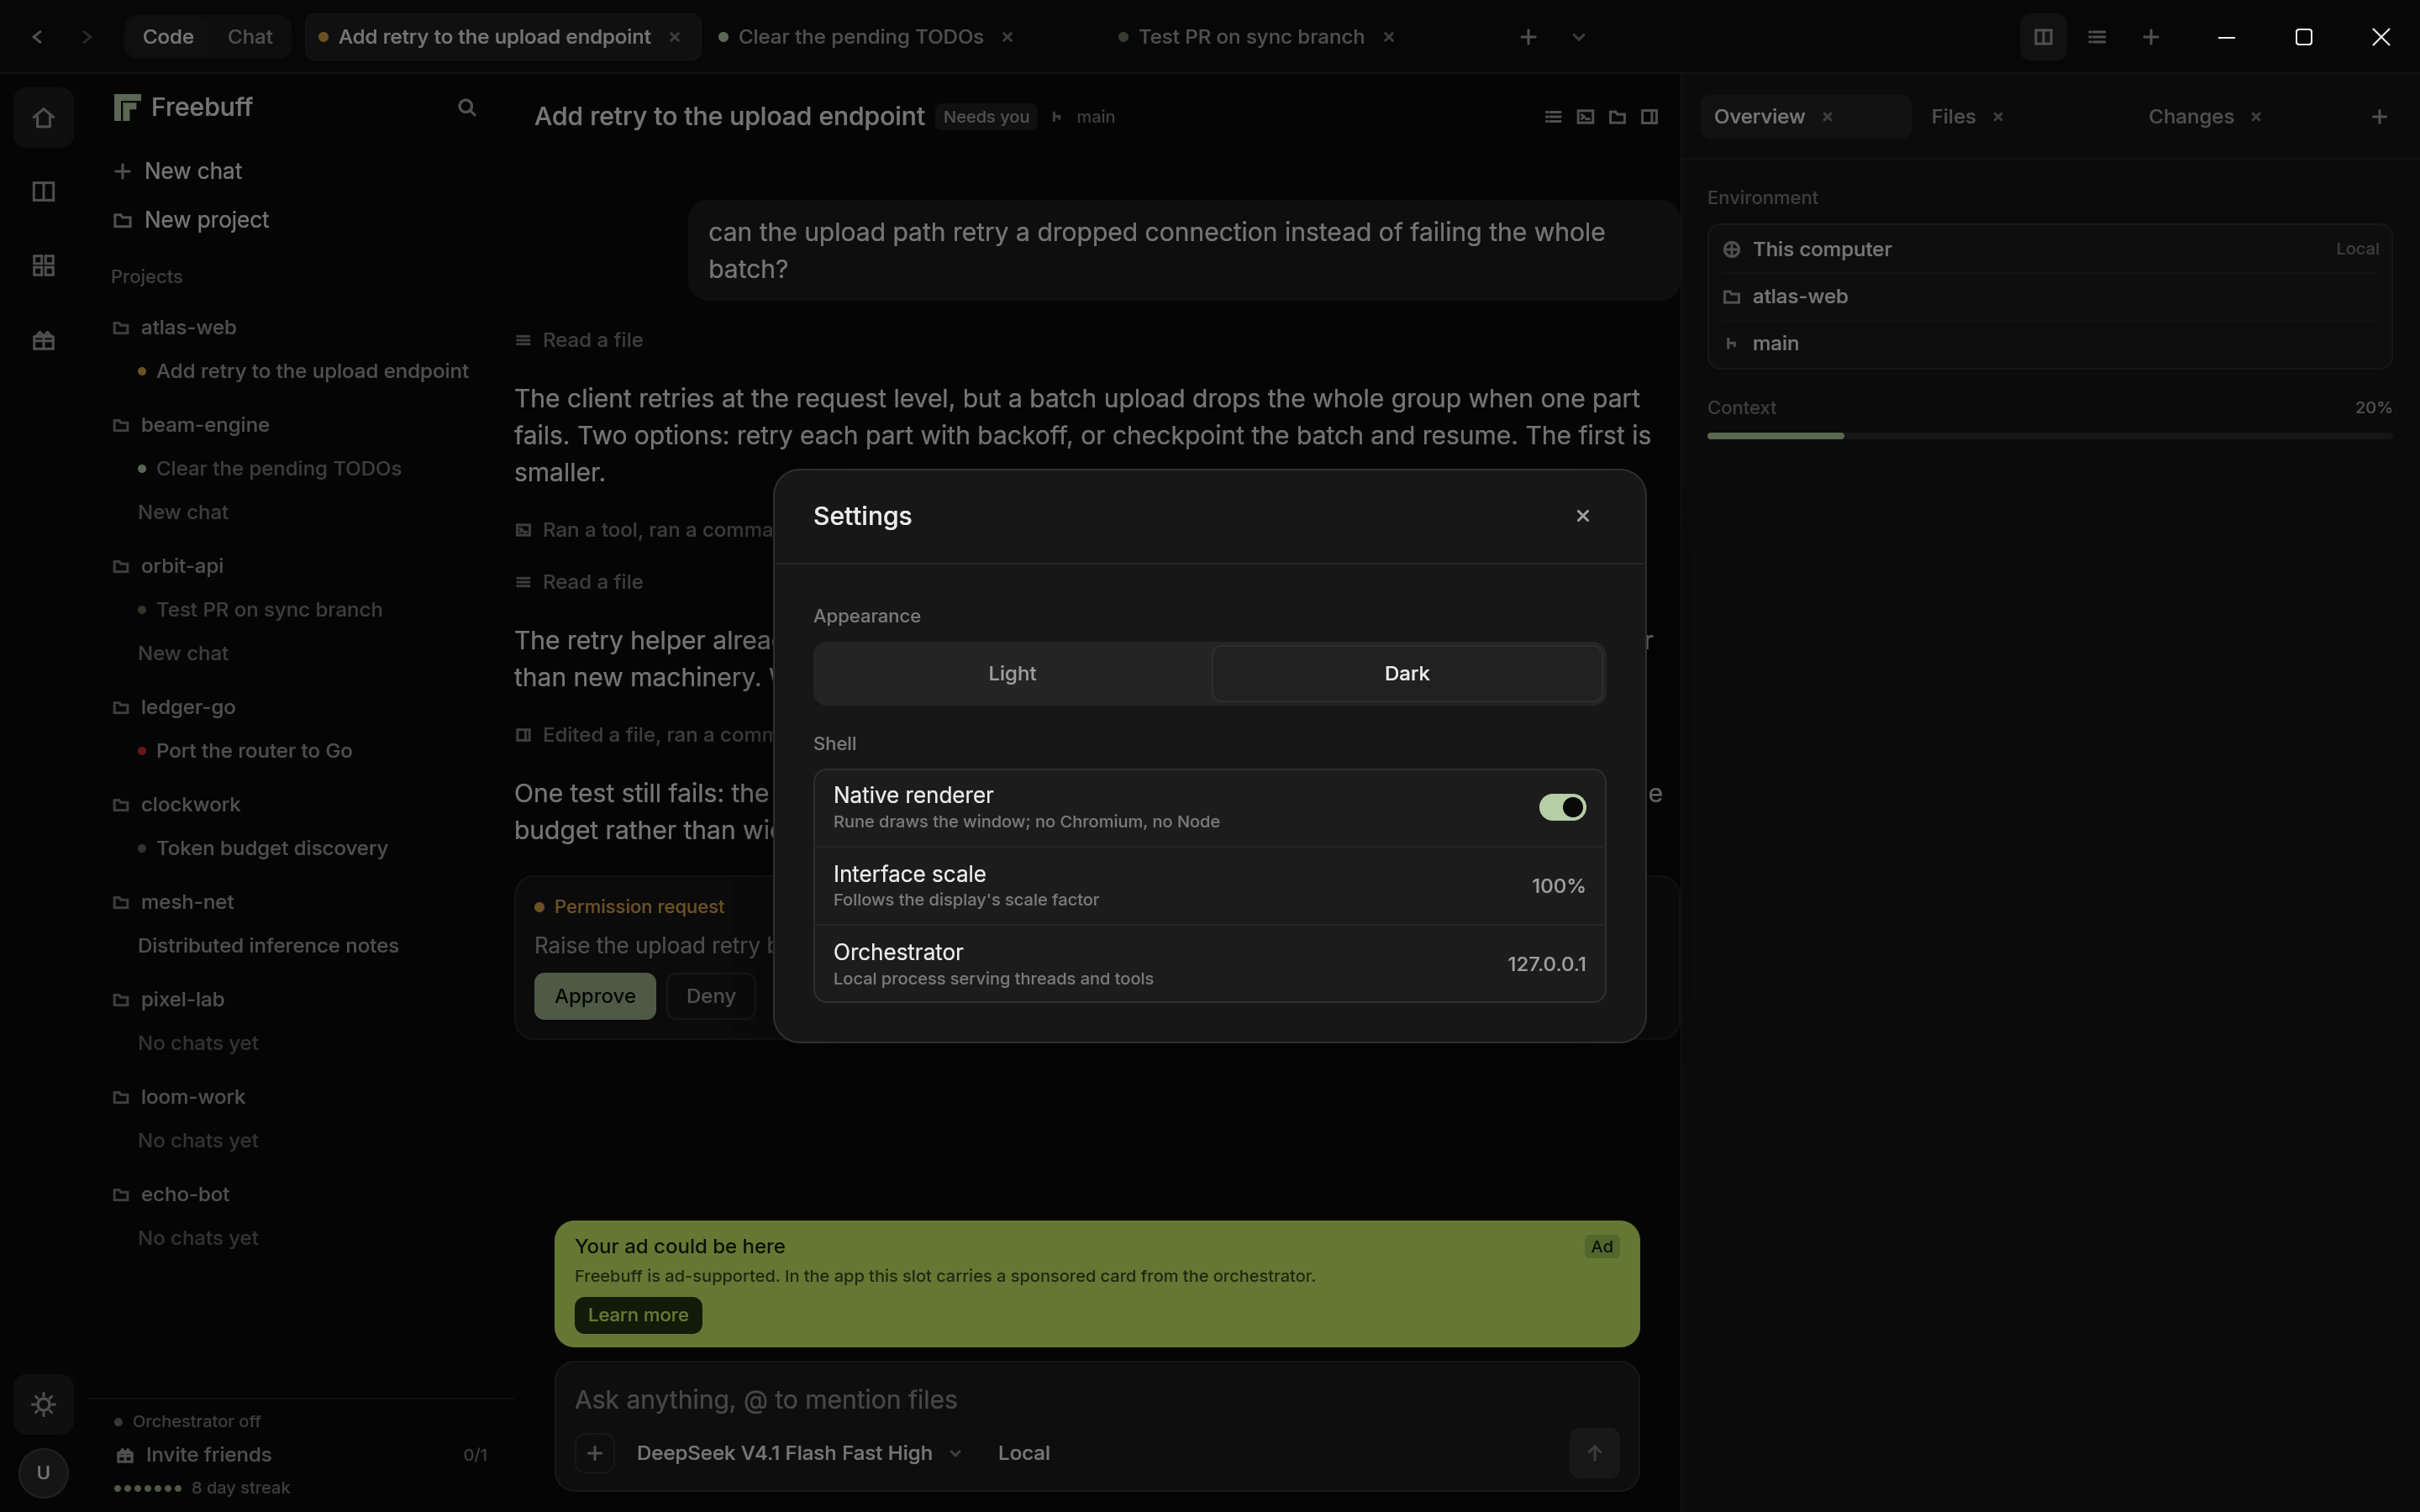 Code Chat Add retry to the upload endpoint Clear the pending TODOs Test PR on sync branch
Freebuff
New chat
New project
Projects
atlas-web
Add retry to the upload endpoint
beam-engine
Clear the pending TODOs
New chat
orbit-api
Test PR on sync branch
New chat
ledger-go
Port the router to Go
clockwork
Token budget discovery
mesh-net
Distributed inference notes
pixel-lab
No chats yet
loom-work
No chats yet
echo-bot
No chats yet
Orchestrator off
Invite friends 0/1
8 day streak
U
Add retry to the upload endpoint Needs you main
can the upload path retry a dropped connection instead of failing the whole
batch?
Read a file
The client retries at the request level, but a batch upload drops the whole group when one part
fails. Two options: retry each part with backoff, or checkpoint the batch and resume. The first is
smaller.
Ran a tool, ran a comma
Read a file
The retry helper alrea
than new machinery.
Edited a file, ran a comm
One test still fails: the
budget rather than
Permission request
Raise the upload retry
Approve Deny
Settings
Appearance
Light Dark
Shell
Native renderer
Rune draws the window; no Chromium, no Node
Interface scale 100%
Follows the display's scale factor
Orchestrator 127.0.0.1
Local process serving threads and tools
Your ad could be here Ad
Freebuff is ad-supported. In the app this slot carries a sponsored card from the orchestrator.
Learn more
Ask anything, @ to mention files
DeepSeek V4.1 Flash Fast High Local
Overview Files Changes
Environment
This computer Local
atlas-web
main
Context 20%